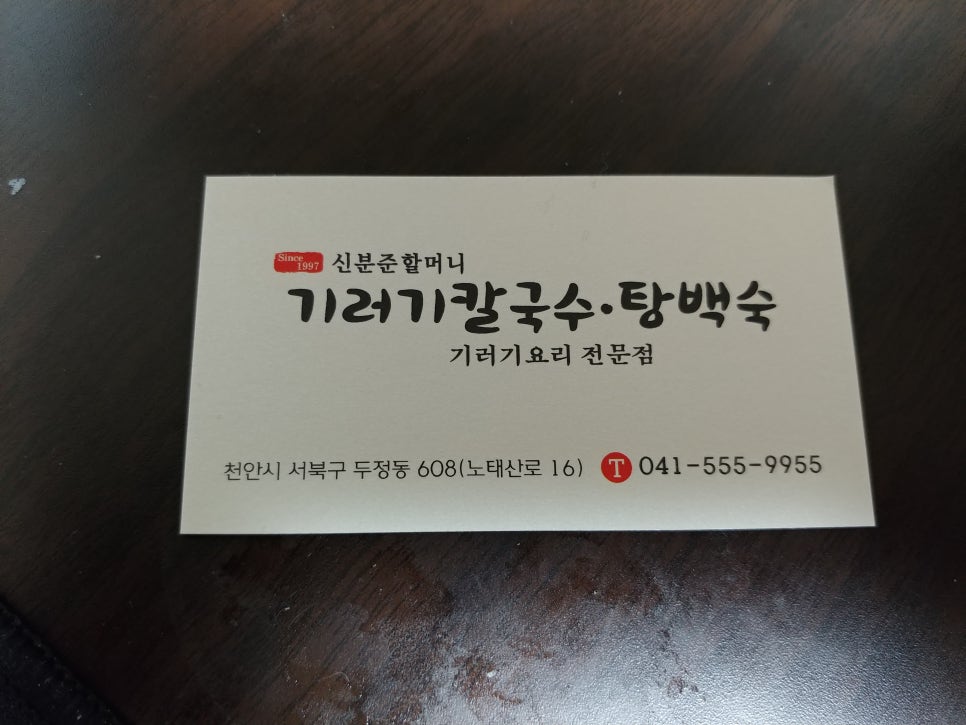 Since 1997 신분준할머니
기러기칼국수·탕백숙
기러기요리 전문점
천안시 서북구 두정동 608(노태산로 16) T 041-555-9955